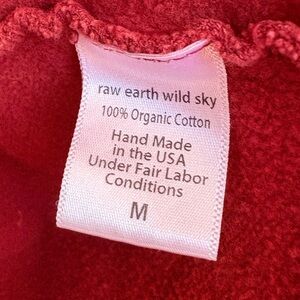 raw earth wild sky
100% Organic Cotton
Hand Made
in the USA
Under Fair Labor
Conditions
M